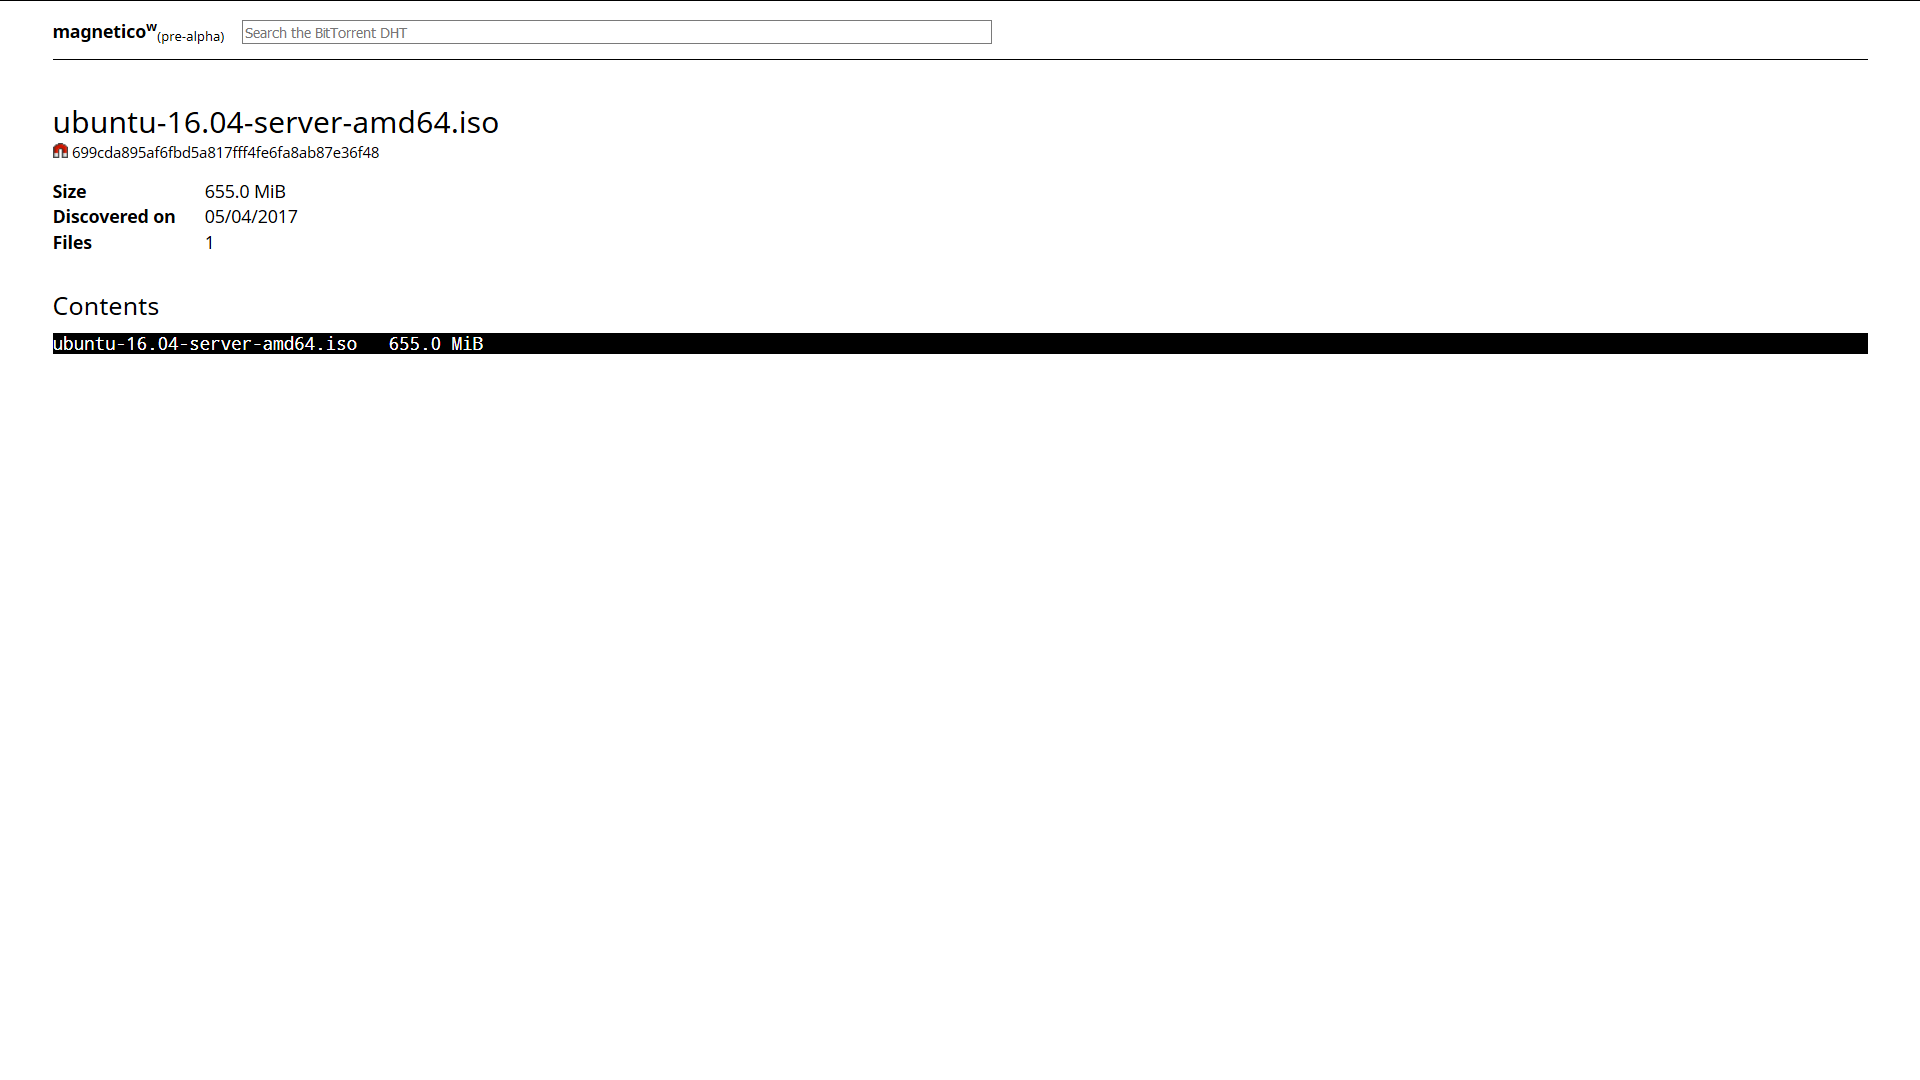 magneticoʷ(pre-alpha) Search the BitTorrent DHT
ubuntu-16.04-server-amd64.iso
699cda895af6fbd5a817fff4fe6fa8ab87e36f48
Size 655.0 MiB
Discovered on 05/04/2017
Files 1
Contents
ubuntu-16.04-server-amd64.iso 655.0 MiB